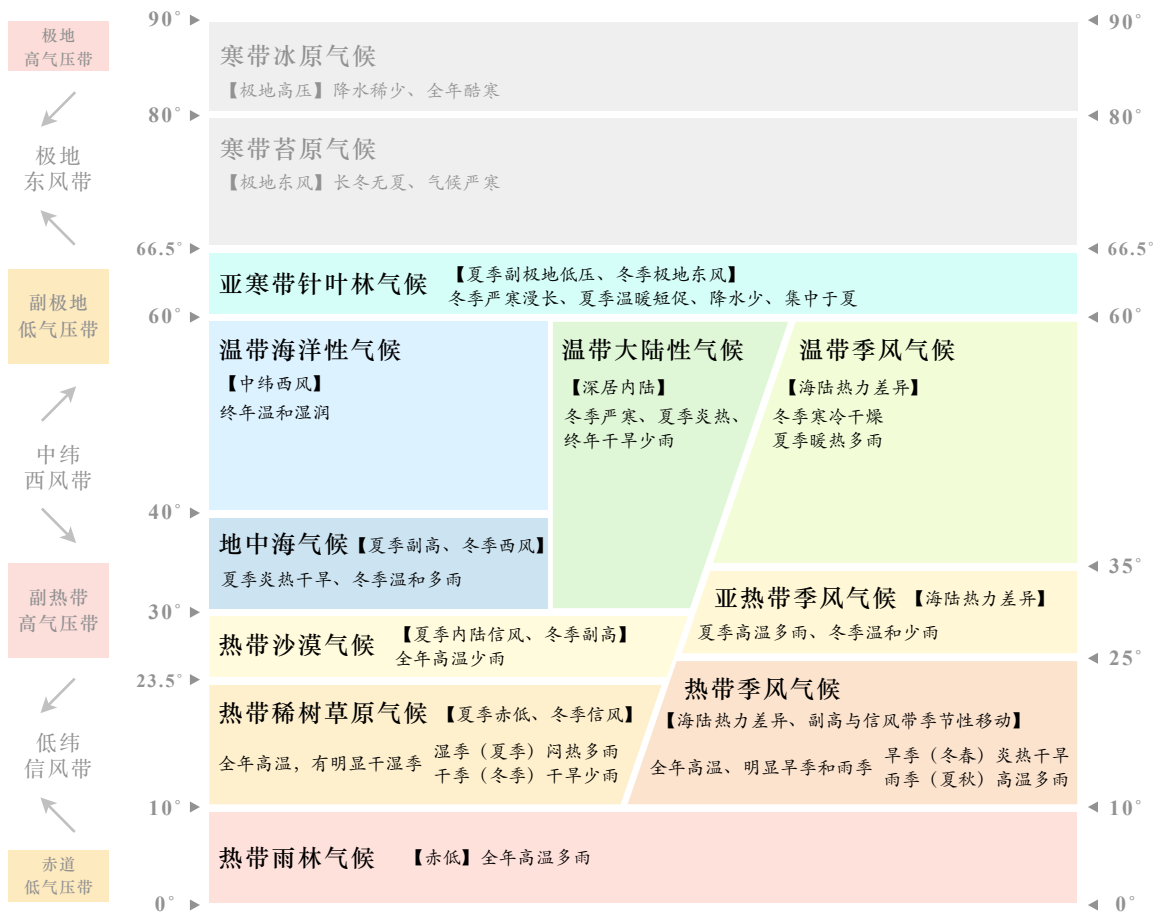 极地
高气压带
极地
东风带
副极地
低气压带
中纬
西风带
副热带
高气压带
低纬
信风带
赤道
低气压带
90°
80°
66.5°
60°
40°
30°
23.5°
10°
0°
寒带冰原气候
【极地高压】降水稀少、全年酷寒
寒带苔原气候
【极地东风】长冬无夏、气候严寒
亚寒带针叶林气候
【夏季副极地低压、冬季极地东风】
冬季严寒漫长、夏季温暖短促、降水少、集中于夏
温带海洋性气候
【中纬西风】
终年温和湿润
温带大陆性气候
【深居内陆】
冬季严寒、夏季炎热、
终年干旱少雨
温带季风气候
【海陆热力差异】
冬季寒冷干燥
夏季暖热多雨
地中海气候【夏季副高、冬季西风】
夏季炎热干旱、冬季温和多雨
亚热带季风气候 【海陆热力差异】
夏季高温多雨、冬季温和少雨
热带沙漠气候
【夏季内陆信风、冬季副高】
全年高温少雨
热带稀树草原气候【夏季赤低、冬季信风】
全年高温，有明显干湿季
湿季（夏季）闷热多雨
干季（冬季）干旱少雨
热带季风气候
【海陆热力差异、副高与信风带季节性移动】
全年高温、明显旱季和雨季
旱季（冬春）炎热干旱
雨季（夏秋）高温多雨
热带雨林气候 【赤低】全年高温多雨
90°
80°
66.5°
60°
35°
25°
10°
0°